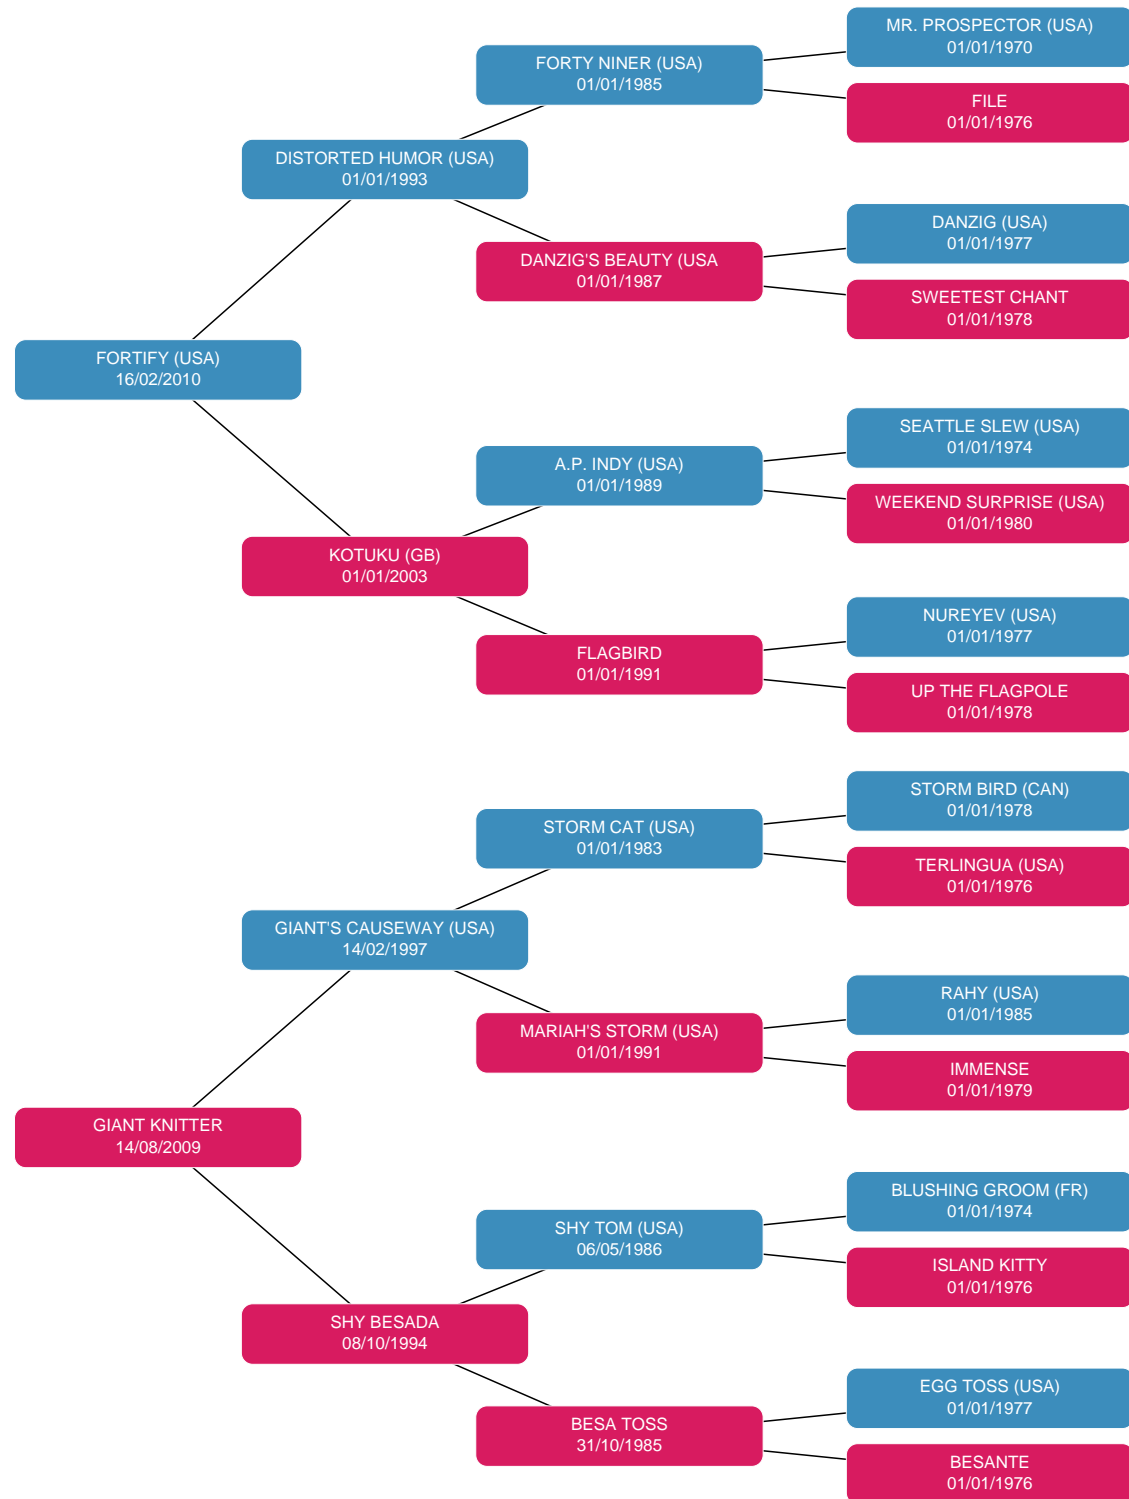 MR. PROSPECTOR (USA)
01/01/1970
FORTY NINER (USA)
01/01/1985
FILE
01/01/1976
DISTORTED HUMOR (USA)
01/01/1993
DANZIG (USA)
01/01/1977
DANZIG'S BEAUTY (USA
01/01/1987
SWEETEST CHANT
01/01/1978
FORTIFY (USA)
16/02/2010
SEATTLE SLEW (USA)
01/01/1974
A.P. INDY (USA)
01/01/1989
WEEKEND SURPRISE (USA)
01/01/1980
KOTUKU (GB)
01/01/2003
NUREYEV (USA)
01/01/1977
FLAGBIRD
01/01/1991
UP THE FLAGPOLE
01/01/1978
STORM BIRD (CAN)
01/01/1978
STORM CAT (USA)
01/01/1983
TERLINGUA (USA)
01/01/1976
GIANT'S CAUSEWAY (USA)
14/02/1997
RAHY (USA)
01/01/1985
MARIAH'S STORM (USA)
01/01/1991
IMMENSE
01/01/1979
GIANT KNITTER
14/08/2009
BLUSHING GROOM (FR)
01/01/1974
SHY TOM (USA)
06/05/1986
ISLAND KITTY
01/01/1976
SHY BESADA
08/10/1994
EGG TOSS (USA)
01/01/1977
BESA TOSS
31/10/1985
BESANTE
01/01/1976